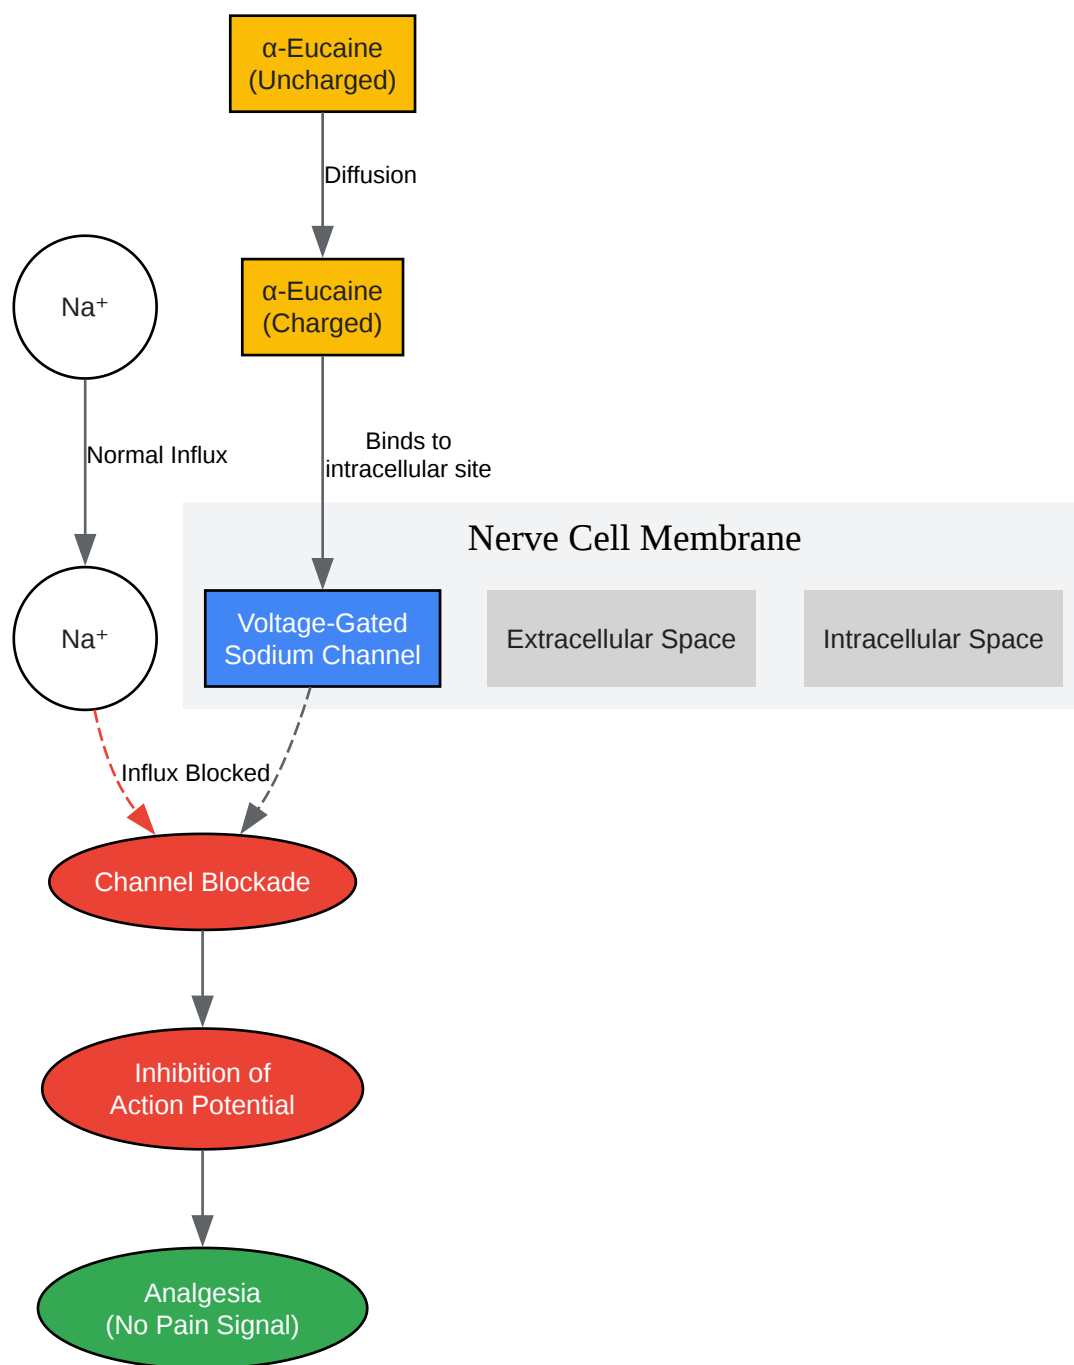 α-Eucaine
(Uncharged)
Diffusion
Na⁺
α-Eucaine
(Charged)
Normal Influx
Binds to
intracellular site
Nerve Cell Membrane
Na⁺
Voltage-Gated
Sodium Channel
Extracellular Space
Intracellular Space
Influx Blocked
Channel Blockade
Inhibition of
Action Potential
Analgesia
(No Pain Signal)